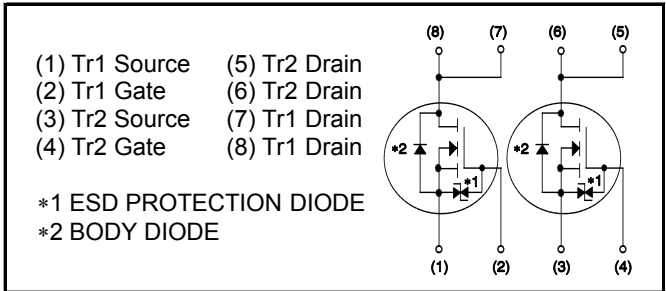 (1) Tr1 Source (5) Tr2 Drain
(2) Tr1 Gate (6) Tr2 Drain
(3) Tr2 Source (7) Tr1 Drain
(4) Tr2 Gate (8) Tr1 Drain
∗1 ESD PROTECTION DIODE
∗2 BODY DIODE
(8) (7) (6) (5)
∗2 ∗2
∗1 ∗1
(1) (2) (3) (4)